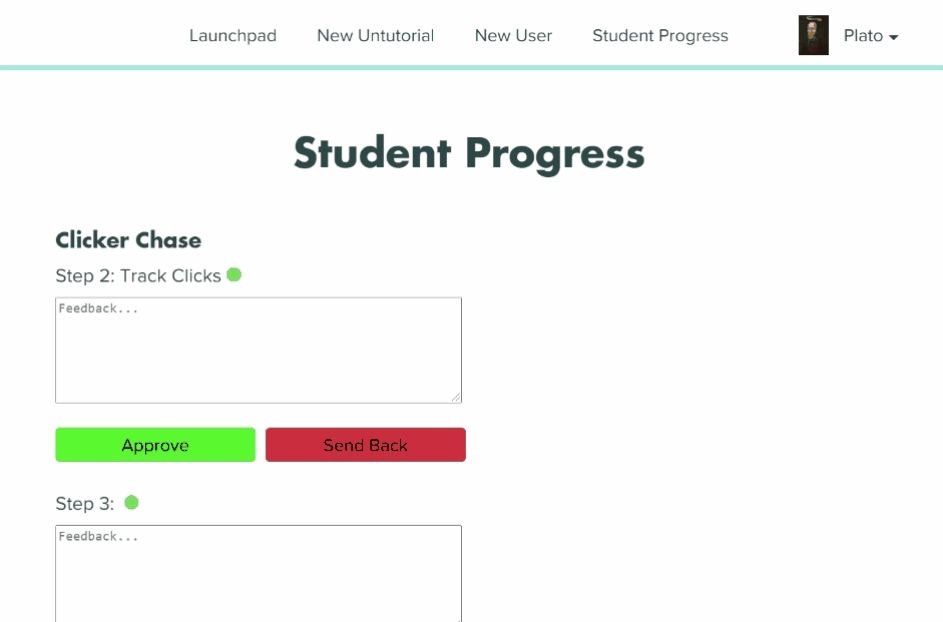 Launchpad New Untutorial New User Student Progress Plato
Student Progress
Clicker Chase
Step 2: Track Clicks
Feedback...
Approve Send Back
Step 3:
Feedback...